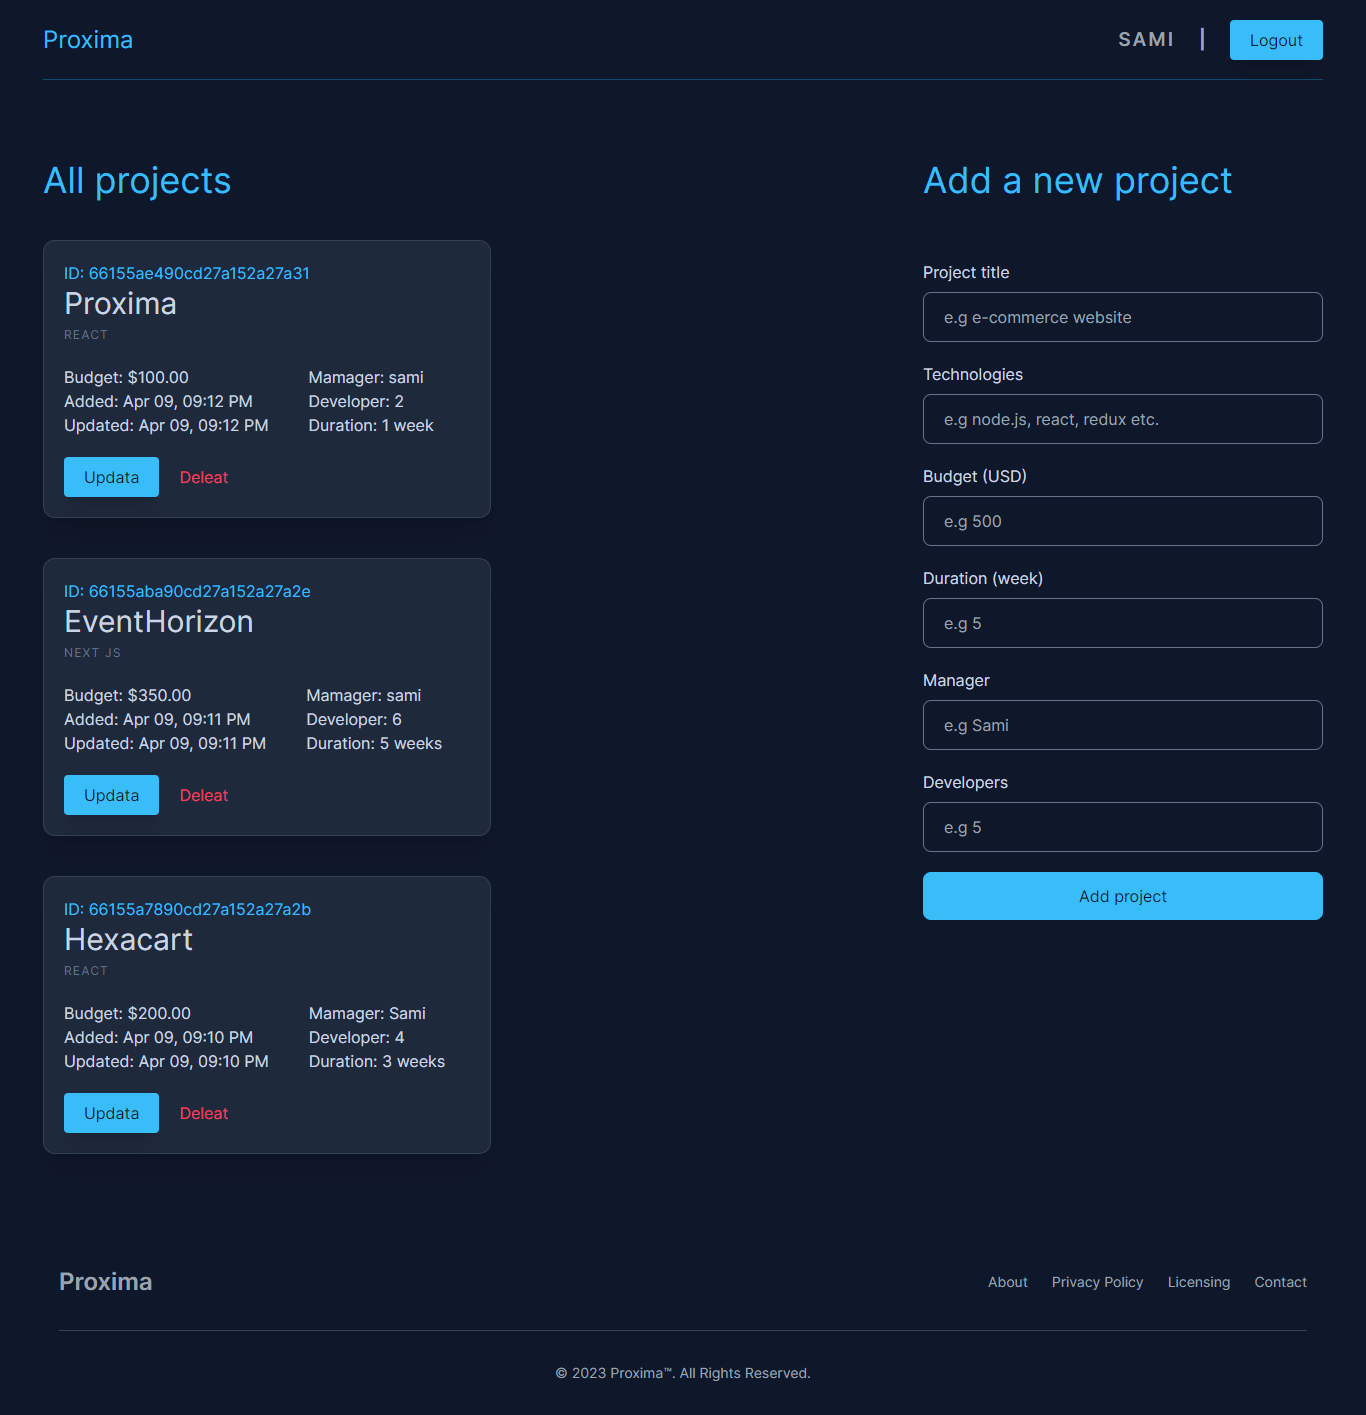 Proxima
SAMI | Logout
All projects
ID: 66155ae490cd27a152a27a31
Proxima
REACT
Budget: $100.00
Added: Apr 09, 09:12 PM
Updated: Apr 09, 09:12 PM
Mamager: sami
Developer: 2
Duration: 1 week
Updata Deleat
ID: 66155aba90cd27a152a27a2e
EventHorizon
NEXT JS
Budget: $350.00
Added: Apr 09, 09:11 PM
Updated: Apr 09, 09:11 PM
Mamager: sami
Developer: 6
Duration: 5 weeks
Updata Deleat
ID: 66155a7890cd27a152a27a2b
Hexacart
REACT
Budget: $200.00
Added: Apr 09, 09:10 PM
Updated: Apr 09, 09:10 PM
Mamager: Sami
Developer: 4
Duration: 3 weeks
Updata Deleat
Add a new project
Project title
e.g e-commerce website
Technologies
e.g node.js, react, redux etc.
Budget (USD)
e.g 500
Duration (week)
e.g 5
Manager
e.g Sami
Developers
e.g 5
Add project
Proxima
About Privacy Policy Licensing Contact
© 2023 Proxima™. All Rights Reserved.